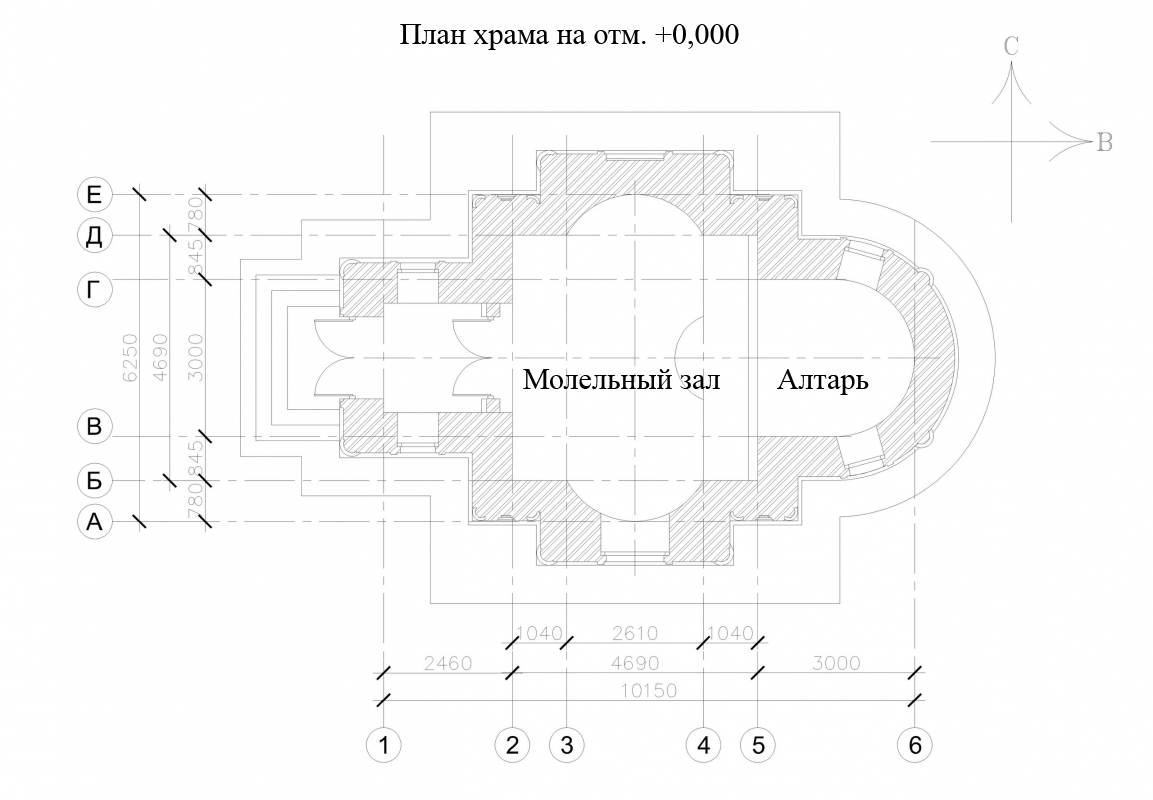 План храма на отм. +0,000
С
В
Е
Д
Г
В
Б
А
780
845
3000
845
780
4690
6250
Молельный зал
Алтарь
1040
2610
1040
2460
4690
3000
10150
1
2
3
4
5
6